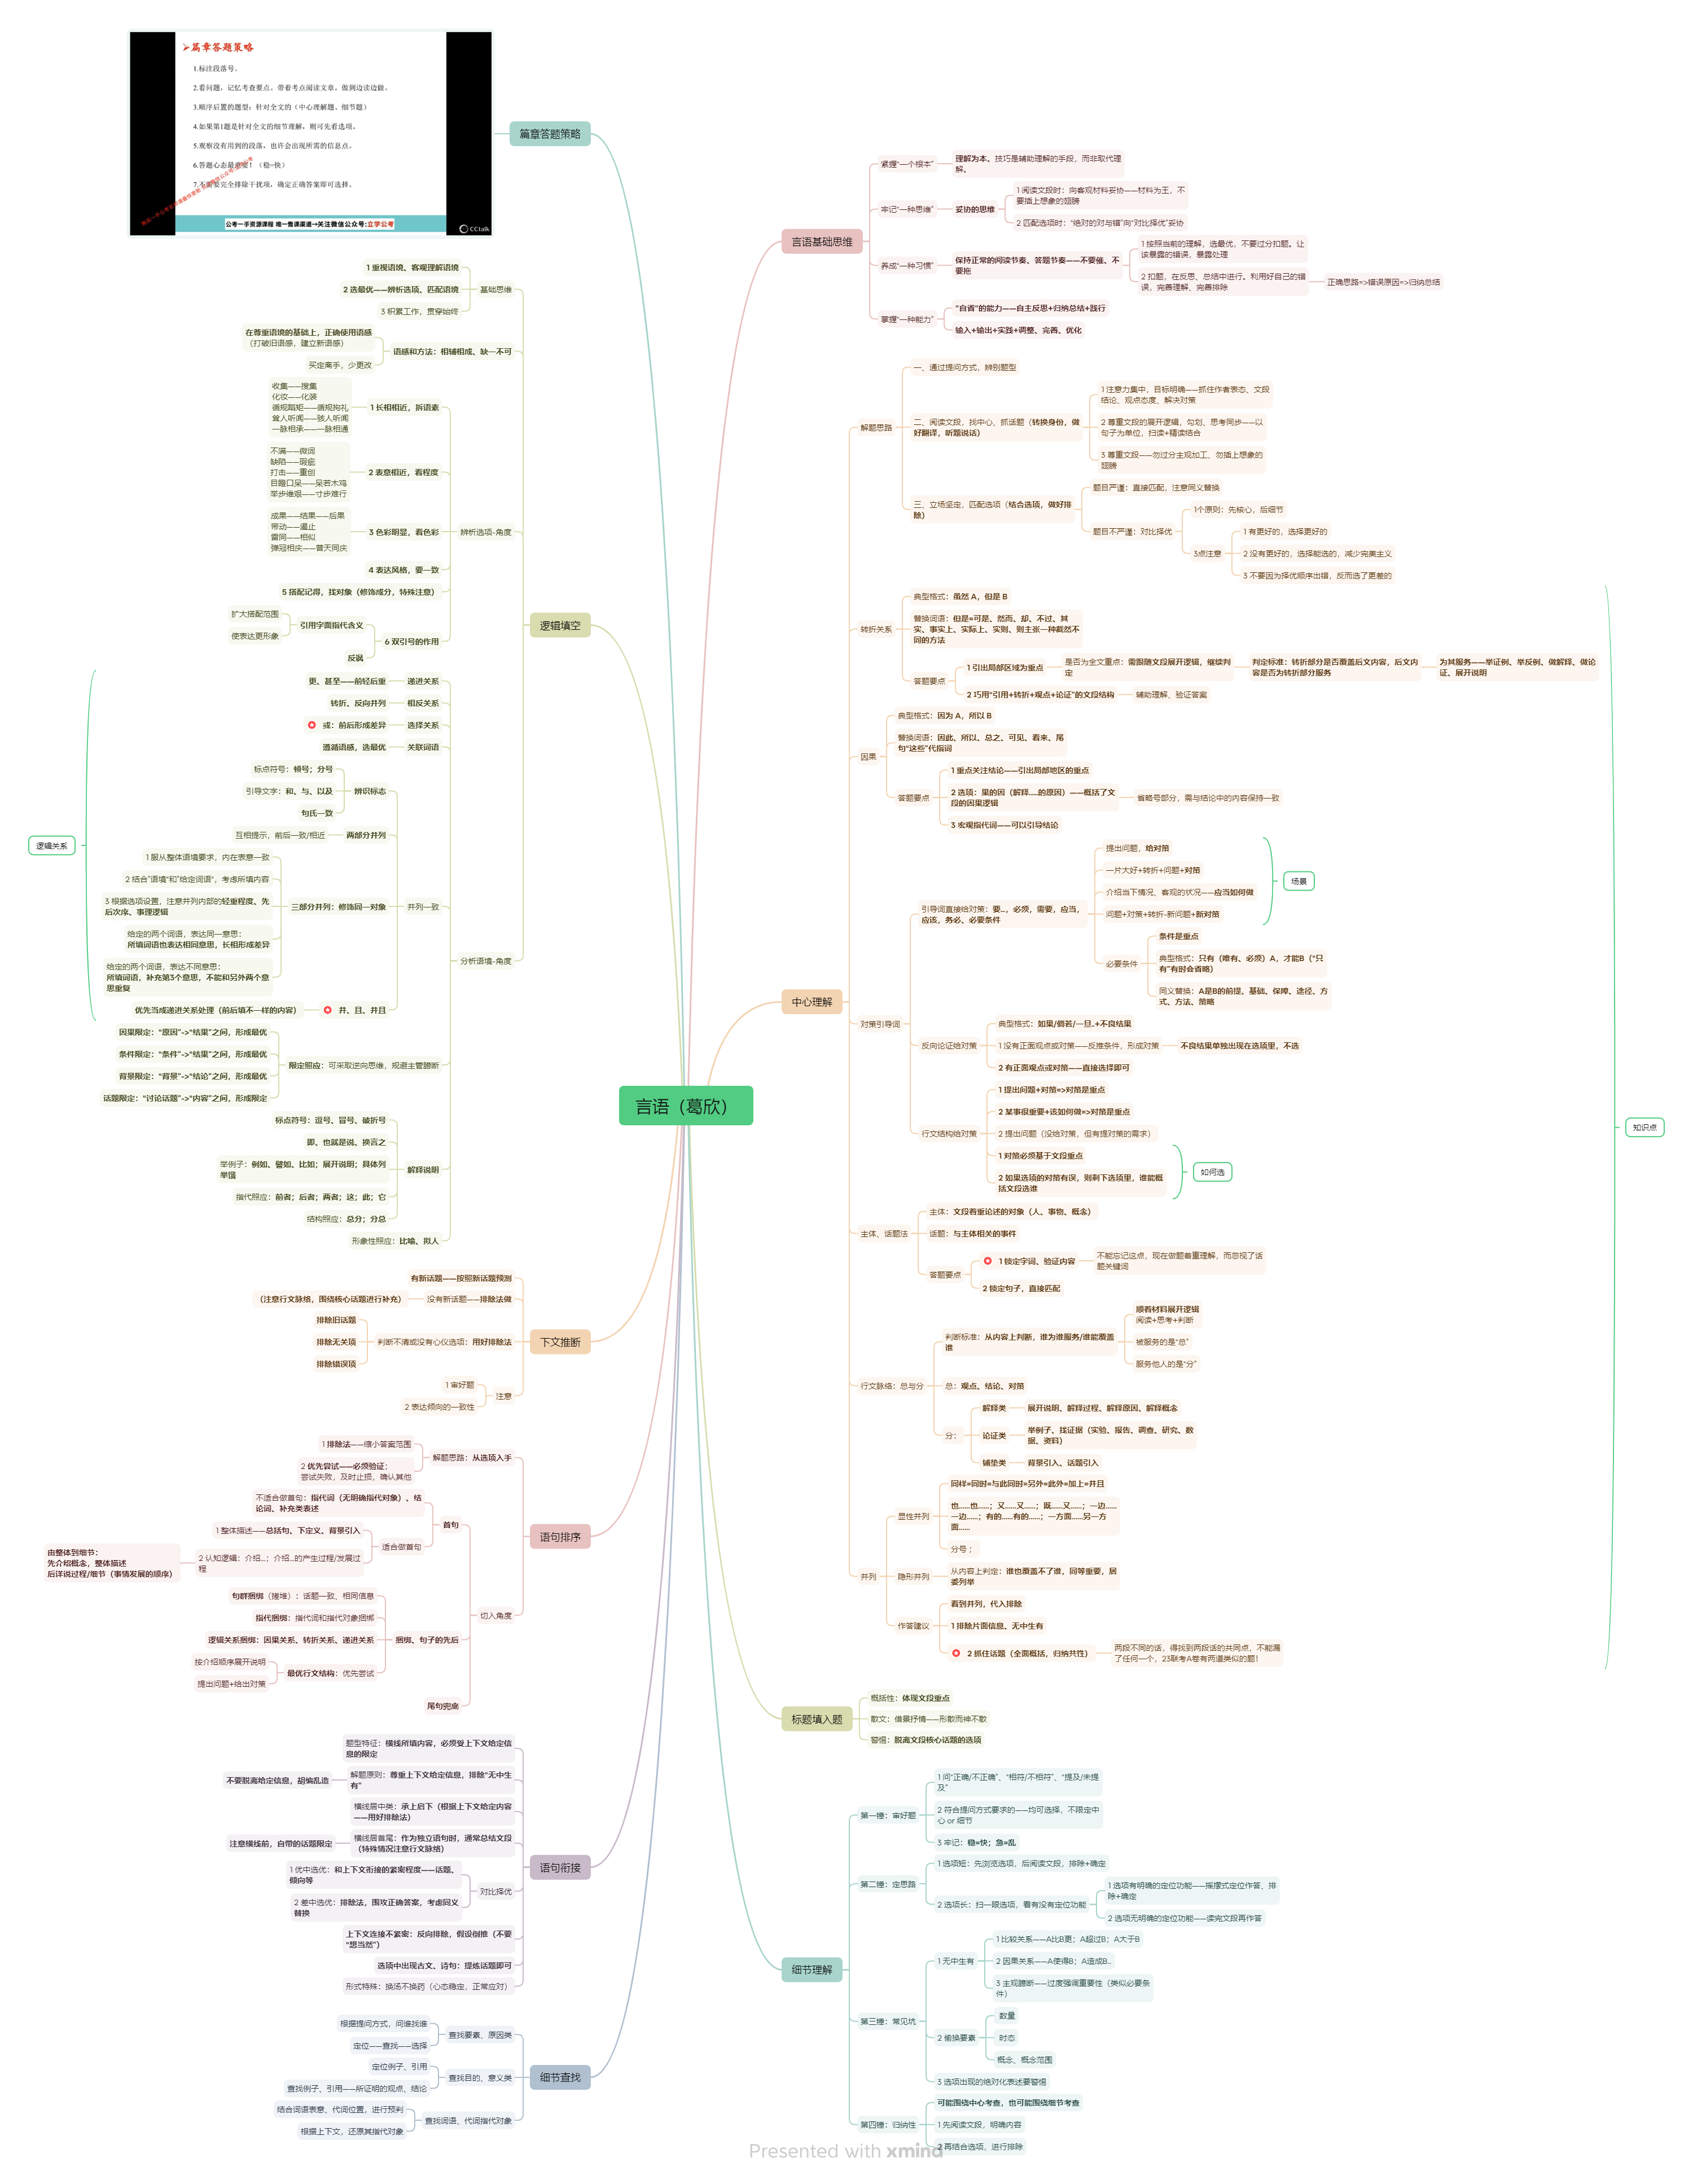 ➢篇章答题策略
1.标注段落号。
2.看问题，记忆考查要点。带着考点阅读文章，做到边读边做。
3.顺序后置的题型：针对全文的（中心理解题、细节题）
4.如果第1题是针对全文的细节理解，则可先看选项。
5.观察没有用到的段落，也许会出现所需的信息点。
6.答题心态最重要！（稳=快）
7.不需要完全排除干扰项，确定正确答案即可选择。
公考一手资源课程 唯一售课渠道→关注微信公众号:立学公考
CCtalk
篇章答题策略
言语（葛欣）
言语基础思维
紧握“一个根本”
理解为本。技巧是辅助理解的手段，而非取代理
解。
牢记“一种思维”
妥协的思维
1 阅读文段时：向客观材料妥协——材料为王，不
要插上想象的翅膀
2 匹配选项时：“绝对的对与错”向“对比择优”妥协
养成“一种习惯”
保持正常的阅读节奏、答题节奏——不要催、不
要拖
1 按照当前的理解，选最优，不要过分扣题。让
该暴露的错误，暴露处理
2 扣题，在反思、总结中进行。利用好自己的错
误，完善理解、完善排除
正确思路=>错误原因=>归纳总结
掌握“一种能力”
“自省”的能力——自主反思+归纳总结+践行
输入+输出+实践+调整、完善、优化
中心理解
解题思路
一、通过提问方式，辨别题型
二、阅读文段，找中心、抓话题（转换身份，做
好翻译，听题说话）
1 注意力集中，目标明确——抓住作者表态、文段
结论、观点态度、解决对策
2 尊重文段的展开逻辑，勾划、思考同步——以
句子为单位，扫读+精读结合
3 尊重文段——勿过分主观加工、勿插上想象的
翅膀
三、立场坚定，匹配选项（结合选项，做好排
除）
题目严谨：直接匹配，注意同义替换
题目不严谨：对比择优
1个原则：先核心，后细节
3点注意
1 有更好的，选择更好的
2 没有更好的，选择能选的，减少完美主义
3 不要因为择优顺序出错，反而选了更差的
转折关系
典型格式：虽然 A，但是 B
替换词语：但是=可是、然而、却、不过、其
实、事实上、实际上、实则、则主张一种截然不
同的方法
答题要点
1 引出局部区域为重点
是否为全文重点：需跟随文段展开逻辑，继续判
定
判定标准：转折部分是否覆盖后文内容，后文内
容是否为转折部分服务
为其服务——举证例、举反例、做解释、做论
证、展开说明
2 巧用“引用+转折+观点+论证”的文段结构
辅助理解、验证答案
因果
典型格式：因为 A，所以 B
替换词语：因此、所以、总之、可见、看来、尾
句“这些”代指词
答题要点
1 重点关注结论——引出局部地区的重点
2 选项：果的因（解释……的原因）——概括了文
段的因果逻辑
省略号部分，需与结论中的内容保持一致
3 宏观指代词——可以引导结论
对策引导词
引导词直接给对策：要…，必须，需要，应当，
应该，务必、必要条件
提出问题，给对策
一片大好+转折+问题+对策
介绍当下情况、客观的状况——应当如何做
问题+对策+转折-新问题+新对策
场景
必要条件
条件是重点
典型格式：只有（唯有、必须）A，才能B（“只
有”有时会省略）
同义替换：A是B的前提、基础、保障、途径、方
式、方法、策略
反向论证给对策
典型格式：如果/倘若/一旦..+不良结果
1 没有正面观点或对策——反推条件，形成对策
不良结果单独出现在选项里，不选
2 有正面观点或对策——直接选择即可
行文结构给对策
1 提出问题+对策=>对策是重点
2 某事很重要+该如何做=>对策是重点
2 提出问题（没给对策，但有提对策的需求）
1 对策必须基于文段重点
2 如果选项的对策有误，则剩下选项里，谁能概
括文段选谁
如何选
知识点
主体、话题法
主体：文段着重论述的对象（人、事物、概念）
话题：与主体相关的事件
答题要点
1 锁定字词、验证内容
不能忘记这点，现在做题着重理解，而忽视了话
题关键词
2 锁定句子，直接匹配
行文脉络：总与分
判断标准：从内容上判断，谁为谁服务/谁能覆盖
谁
顺着材料展开逻辑
阅读+思考+判断
被服务的是“总”
服务他人的是“分”
总：观点、结论、对策
分：
解释类
展开说明、解释过程、解释原因、解释概念
论证类
举例子、找证据（实验、报告、调查、研究、数
据、资料）
铺垫类
背景引入、话题引入
并列
显性并列
同样=同时=与此同时=另外=此外=加上=并且
也……也……；又……又……；既……又……；一边……
一边……；有的……有的……；一方面……另一方
面……
分号；
隐形并列
从内容上判定：谁也覆盖不了谁，同等重要，居
委列举
作答建议
看到并列，代入排除
1 排除片面信息、无中生有
2 抓住话题（全面概括，归纳共性）
两段不同的话，得找到两段话的共同点，不能漏
了任何一个，23联考A卷有两道类似的题！
标题填入题
概括性：体现文段重点
散文：借景抒情——形散而神不散
警惕：脱离文段核心话题的选项
细节理解
第一锤：审好题
1 问“正确/不正确”、“相符/不相符”、“提及/未提
及”
2 符合提问方式要求的——均可选择，不限定中
心 or 细节
3 牢记：稳=快；急=乱
第二锤：定思路
1 选项短：先浏览选项，后阅读文段，排除+确定
2 选项长：扫一眼选项，看有没有定位功能
1 选项有明确的定位功能——摇摆式定位作答、排
除+确定
2 选项无明确的定位功能——读完文段再作答
第三锤：常见坑
1 无中生有
1 比较关系——A比B更；A超过B；A大于B
2 因果关系——A使得B；A造成B..
3 主观臆断——过度强调重要性（类似必要条
件）
2 偷换要素
数量
时态
概念、概念范围
3 选项出现的绝对化表述要警惕
第四锤：归纳性
可能围绕中心考查，也可能围绕细节考查
1 先阅读文段，明确内容
2 再结合选项，进行排除
逻辑填空
基础思维
1 重视语境、客观理解语境
2 选最优——辨析选项、匹配语境
3 积累工作，贯穿始终
语感和方法：相辅相成、缺一不可
在尊重语境的基础上，正确使用语感
（打破旧语感，建立新语感）
买定离手，少更改
辨析选项-角度
1 长相相近，拆语素
收集——搜集
化妆——化装
循规蹈矩——循规拘礼
耸人听闻——骇人听闻
一脉相承——一脉相通
2 表意相近，看程度
不满——微词
缺陷——瑕疵
打击——重创
目瞪口呆——呆若木鸡
举步维艰——寸步难行
3 色彩明显，看色彩
成果——结果——后果
带动——遏止
雷同——相似
弹冠相庆——普天同庆
4 表达风格，要一致
5 搭配记得，找对象（修饰成分，特殊注意）
6 双引号的作用
引用字面指代含义
扩大搭配范围
使表达更形象
反讽
分析语境-角度
递进关系
更、甚至——前轻后重
相反关系
转折、反向并列
选择关系
或：前后形成差异
关联词语
遵循语感，选最优
并列一致
辨识标志
标点符号：顿号；分号
引导文字：和、与、以及
句氏一致
两部分并列
互相提示，前后一致/相近
三部分并列：修饰同一对象
1 服从整体语境要求，内在表意一致
2 结合“语境”和“给定词语”，考虑所填内容
3 根据选项设置，注意并列内部的轻重程度、先
后次序、事理逻辑
给定的两个词语，表达同一意思：
所填词语也表达相同意思，长相形成差异
给定的两个词语，表达不同意思：
所填词语，补充第3个意思，不能和另外两个意
思重复
并、且、并且
优先当成递进关系处理（前后填不一样的内容）
逻辑关系
限定照应：可采取逆向思维，规避主管臆断
因果限定：“原因”->“结果”之间，形成最优
条件限定：“条件”->“结果”之间，形成最优
背景限定：“背景”->“结论”之间，形成最优
话题限定：“讨论话题”->“内容”之间，形成限定
解释说明
标点符号：逗号、冒号、破折号
即、也就是说、换言之
举例子：例如、譬如、比如；展开说明；具体列
举镭
指代照应：前者；后者；两者；这；此；它
结构照应：总分；分总
形象性照应：比喻、拟人
下文推断
有新话题——按照新话题预测
没有新话题——排除法做
（注意行文脉络，围绕核心话题进行补充）
判断不清或没有心仪选项：用好排除法
排除旧话题
排除无关项
排除错误项
注意
1 审好题
2 表达倾向的一致性
语句排序
解题思路：从选项入手
1 排除法——缩小答案范围
2 优先尝试——必须验证；
尝试失败，及时止损，确认其他
切入角度
首句
不适合做首句：指代词（无明确指代对象）、结
论词、补充类表述
适合做首句
1 整体描述——总括句、下定义、背景引入
2 认知逻辑：介绍…；介绍…的产生过程/发展过
程
由整体到细节：
先介绍概念，整体描述
后详说过程/细节（事情发展的顺序）
捆绑、句子的先后
句群捆绑（搓堆）：话题一致、相同信息
指代捆绑：指代词和指代对象捆绑
逻辑关系捆绑：因果关系、转折关系、递进关系
最优行文结构：优先尝试
按介绍顺序展开说明
提出问题+给出对策
尾句兜底
语句衔接
题型特征：横线所填内容，必须受上下文给定信
息的限定
解题原则：尊重上下文给定信息，排除“无中生
有”
不要脱离给定信息，胡编乱造
横线居中类：承上启下（根据上下文给定内容
——用好排除法）
横线居首尾：作为独立语句时，通常总结文段
（特殊情况注意行文脉络）
注意横线前，自带的话题限定
对比择优
1 优中选优：和上下文衔接的紧密程度——话题、
倾向等
2 差中选优：排除法，围攻正确答案，考虑同义
替换
上下文连接不紧密：反向排除，假设倒推（不要
“想当然”）
选项中出现古文、诗句：提炼话题即可
形式特殊：换汤不换药（心态稳定，正常应对）
细节查找
查找要素、原因类
根据提问方式，问谁找谁
定位——查找——选择
查找目的、意义类
定位例子、引用
查找例子、引用——所证明的观点、结论
查找词语、代词指代对象
结合词语表意、代词位置，进行预判
根据上下文，还原其指代对象
Presented with xmind